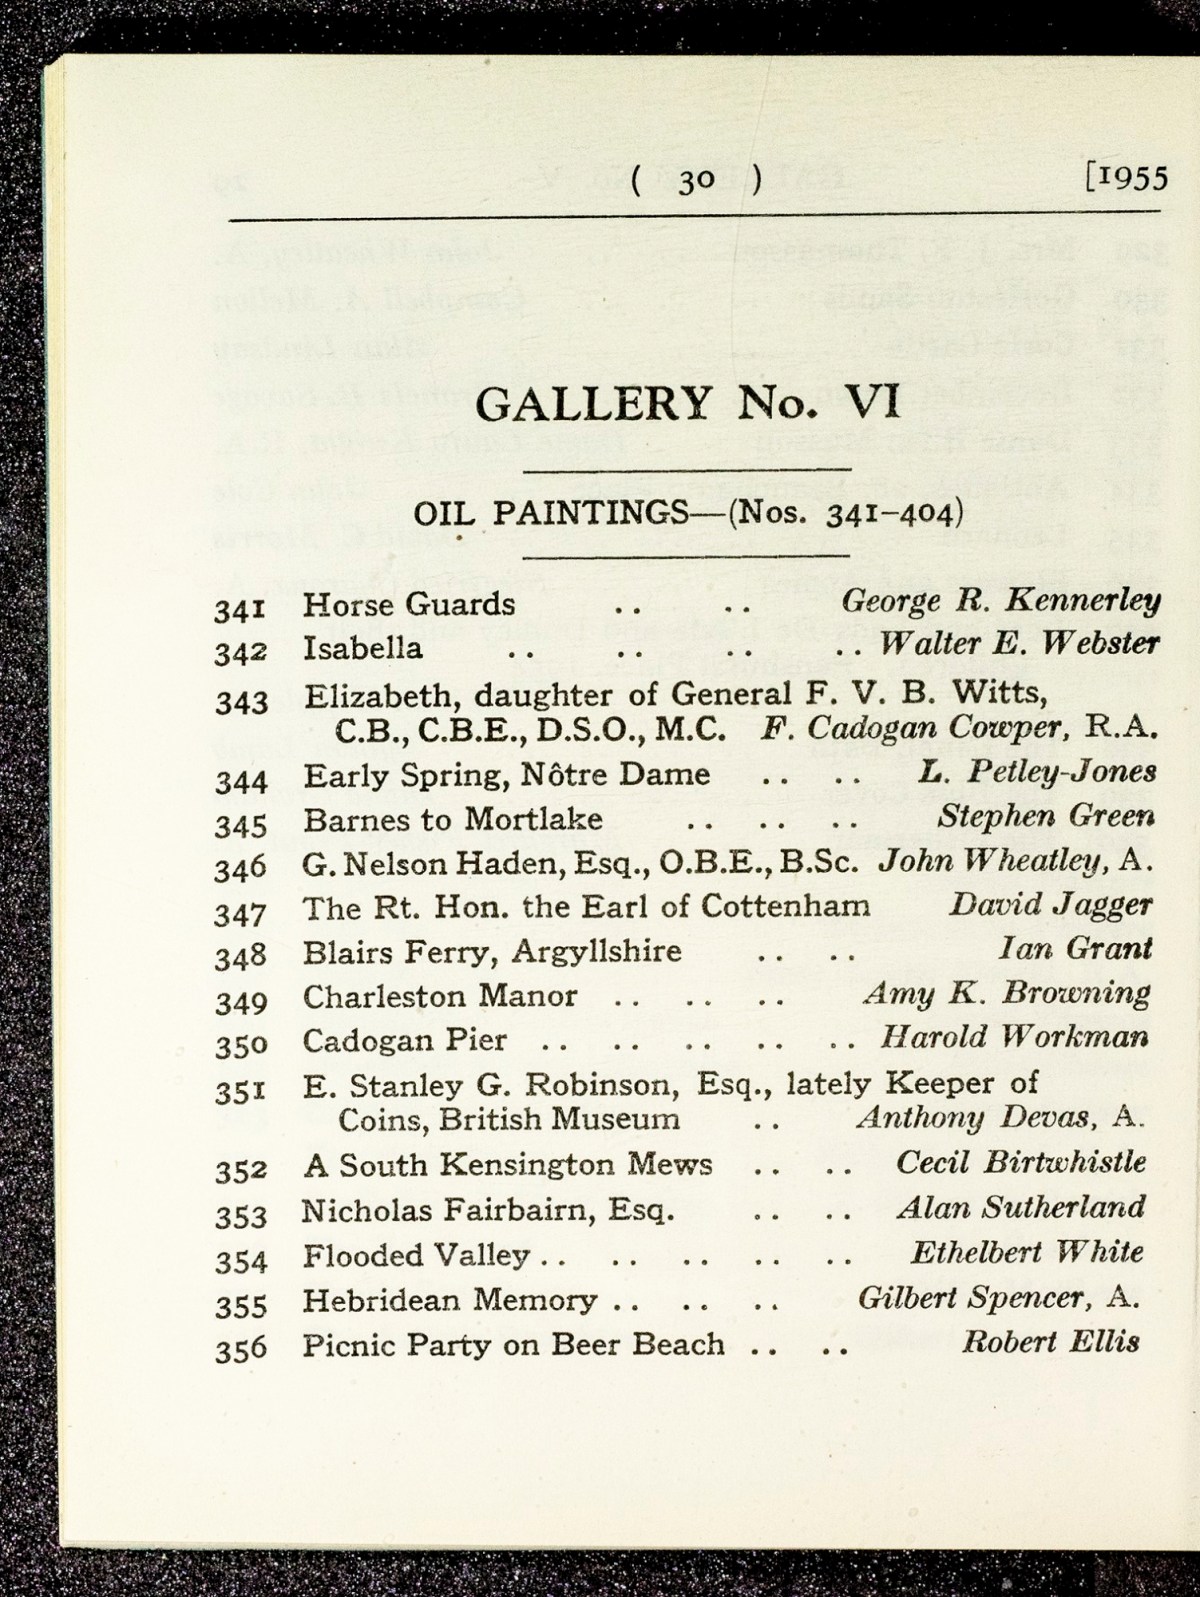 ( 30 ) [1955
GALLERY No. VI
OIL PAINTINGS—(Nos. 341–404)
341 Horse Guards .. .. George R. Kennerley
342 Isabella .. .. .. .. Walter E. Webster
343 Elizabeth, daughter of General F. V. B. Witts,
C.B., C.B.E., D.S.O., M.C. F. Cadogan Cowper, R.A.
344 Early Spring, Nôtre Dame .. .. L. Petley-Jones
345 Barnes to Mortlake .. .. .. Stephen Green
346 G. Nelson Haden, Esq., O.B.E., B.Sc. John Wheatley, A.
347 The Rt. Hon. the Earl of Cottenham David Jagger
348 Blairs Ferry, Argyllshire .. .. Ian Grant
349 Charleston Manor .. .. .. Amy K. Browning
350 Cadogan Pier .. .. .. .. .. Harold Workman
351 E. Stanley G. Robinson, Esq., lately Keeper of
Coins, British Museum .. Anthony Devas, A.
352 A South Kensington Mews .. .. Cecil Birtwhistle
353 Nicholas Fairbairn, Esq. .. .. Alan Sutherland
354 Flooded Valley .. .. .. .. .. Ethelbert White
355 Hebridean Memory .. .. .. Gilbert Spencer, A.
356 Picnic Party on Beer Beach .. .. Robert Ellis